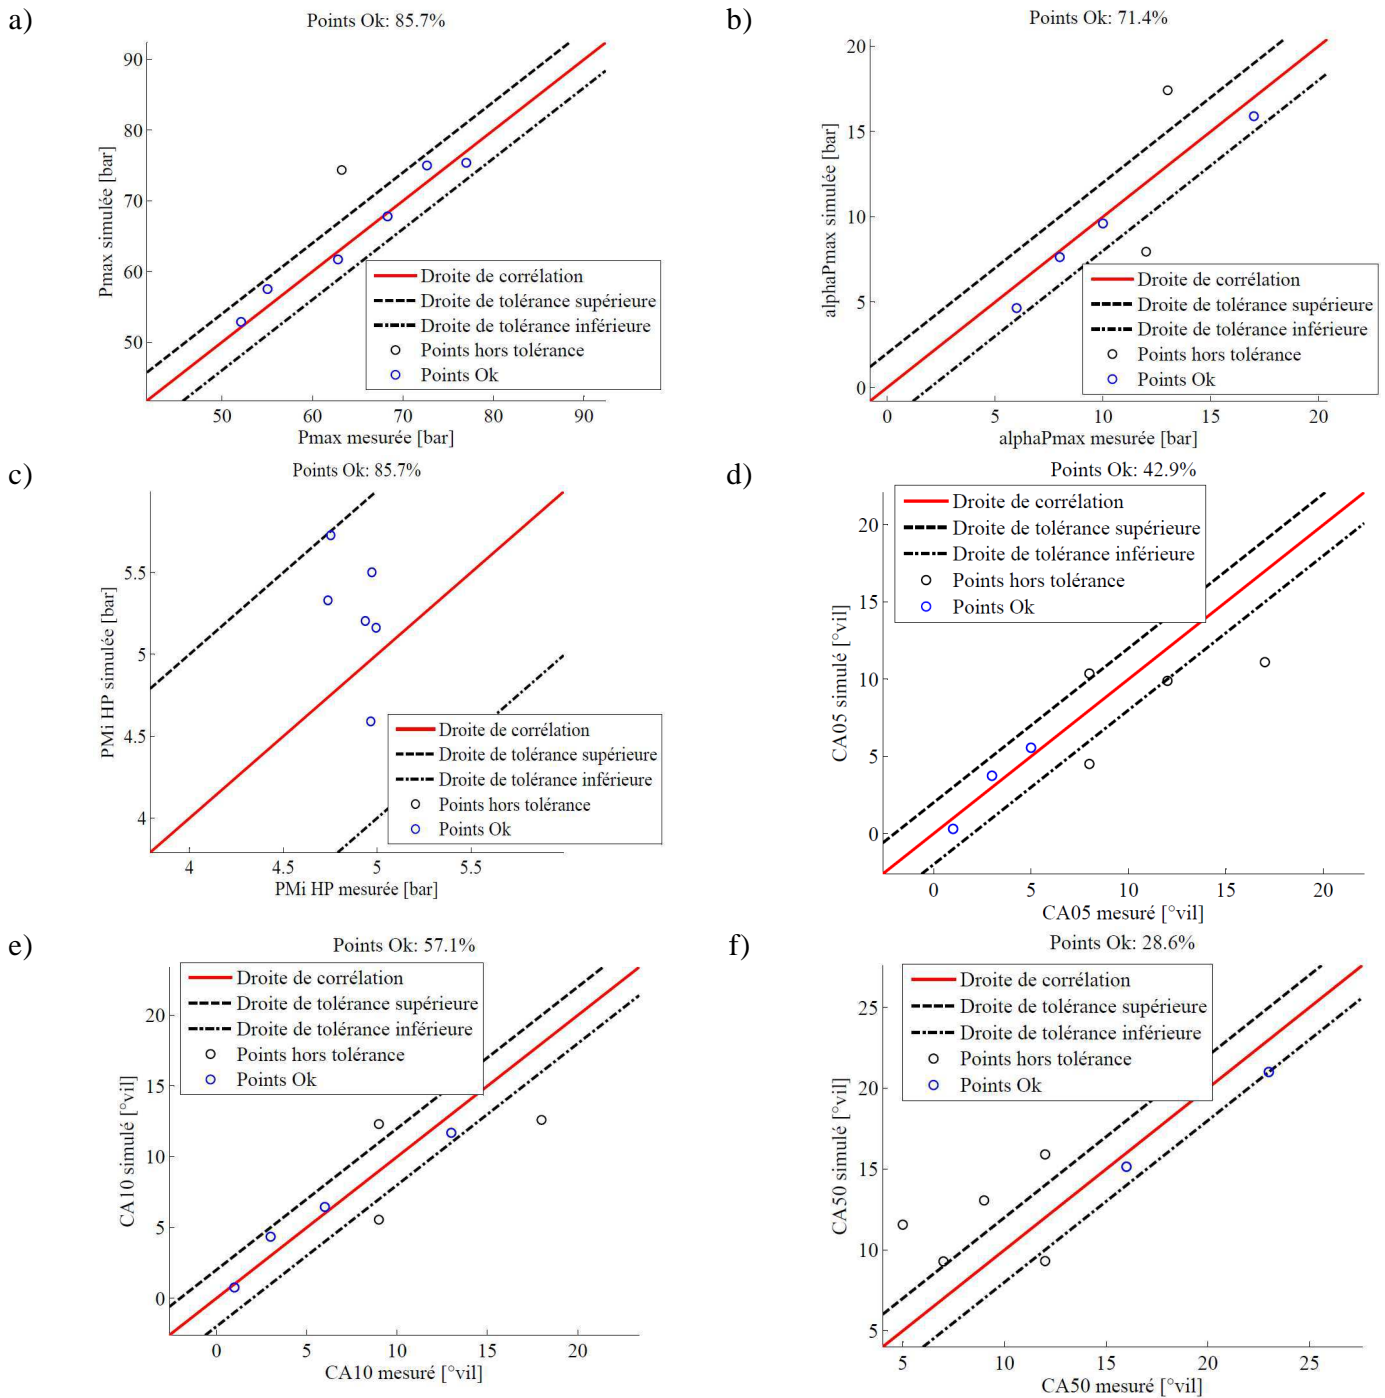 a)
Points Ok: 85.7%
90
80
70
60
50
Pmax simulée [bar]
Droite de corrélation
Droite de tolérance supérieure
Droite de tolérance inférieure
Points hors tolérance
Points Ok
50 60 70 80 90
Pmax mesurée [bar]
b)
Points Ok: 71.4%
20
15
10
5
0
alphaPmax simulée [bar]
Droite de corrélation
Droite de tolérance supérieure
Droite de tolérance inférieure
Points hors tolérance
Points Ok
0 5 10 15 20
alphaPmax mesurée [bar]
c)
Points Ok: 85.7%
5.5
5
4.5
4
PMi HP simulée [bar]
Droite de corrélation
Droite de tolérance supérieure
Droite de tolérance inférieure
Points hors tolérance
Points Ok
4 4.5 5 5.5
PMi HP mesurée [bar]
d)
Points Ok: 42.9%
20
15
10
5
0
CA05 simulé [°vil]
Droite de corrélation
Droite de tolérance supérieure
Droite de tolérance inférieure
Points hors tolérance
Points Ok
0 5 10 15 20
CA05 mesuré [°vil]
e)
Points Ok: 57.1%
20
15
10
5
0
CA10 simulé [°vil]
Droite de corrélation
Droite de tolérance supérieure
Droite de tolérance inférieure
Points hors tolérance
Points Ok
0 5 10 15 20
CA10 mesuré [°vil]
f)
Points Ok: 28.6%
25
20
15
10
5
CA50 simulé [°vil]
Droite de corrélation
Droite de tolérance supérieure
Droite de tolérance inférieure
Points hors tolérance
Points Ok
5 10 15 20 25
CA50 mesuré [°vil]